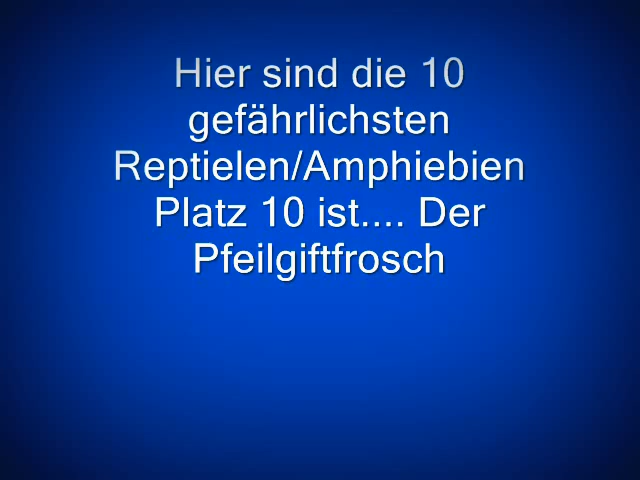 Hier sind die 10
gefährlichsten
Reptielen/Amphiebien
Platz 10 ist.... Der
Pfeilgiftfrosch